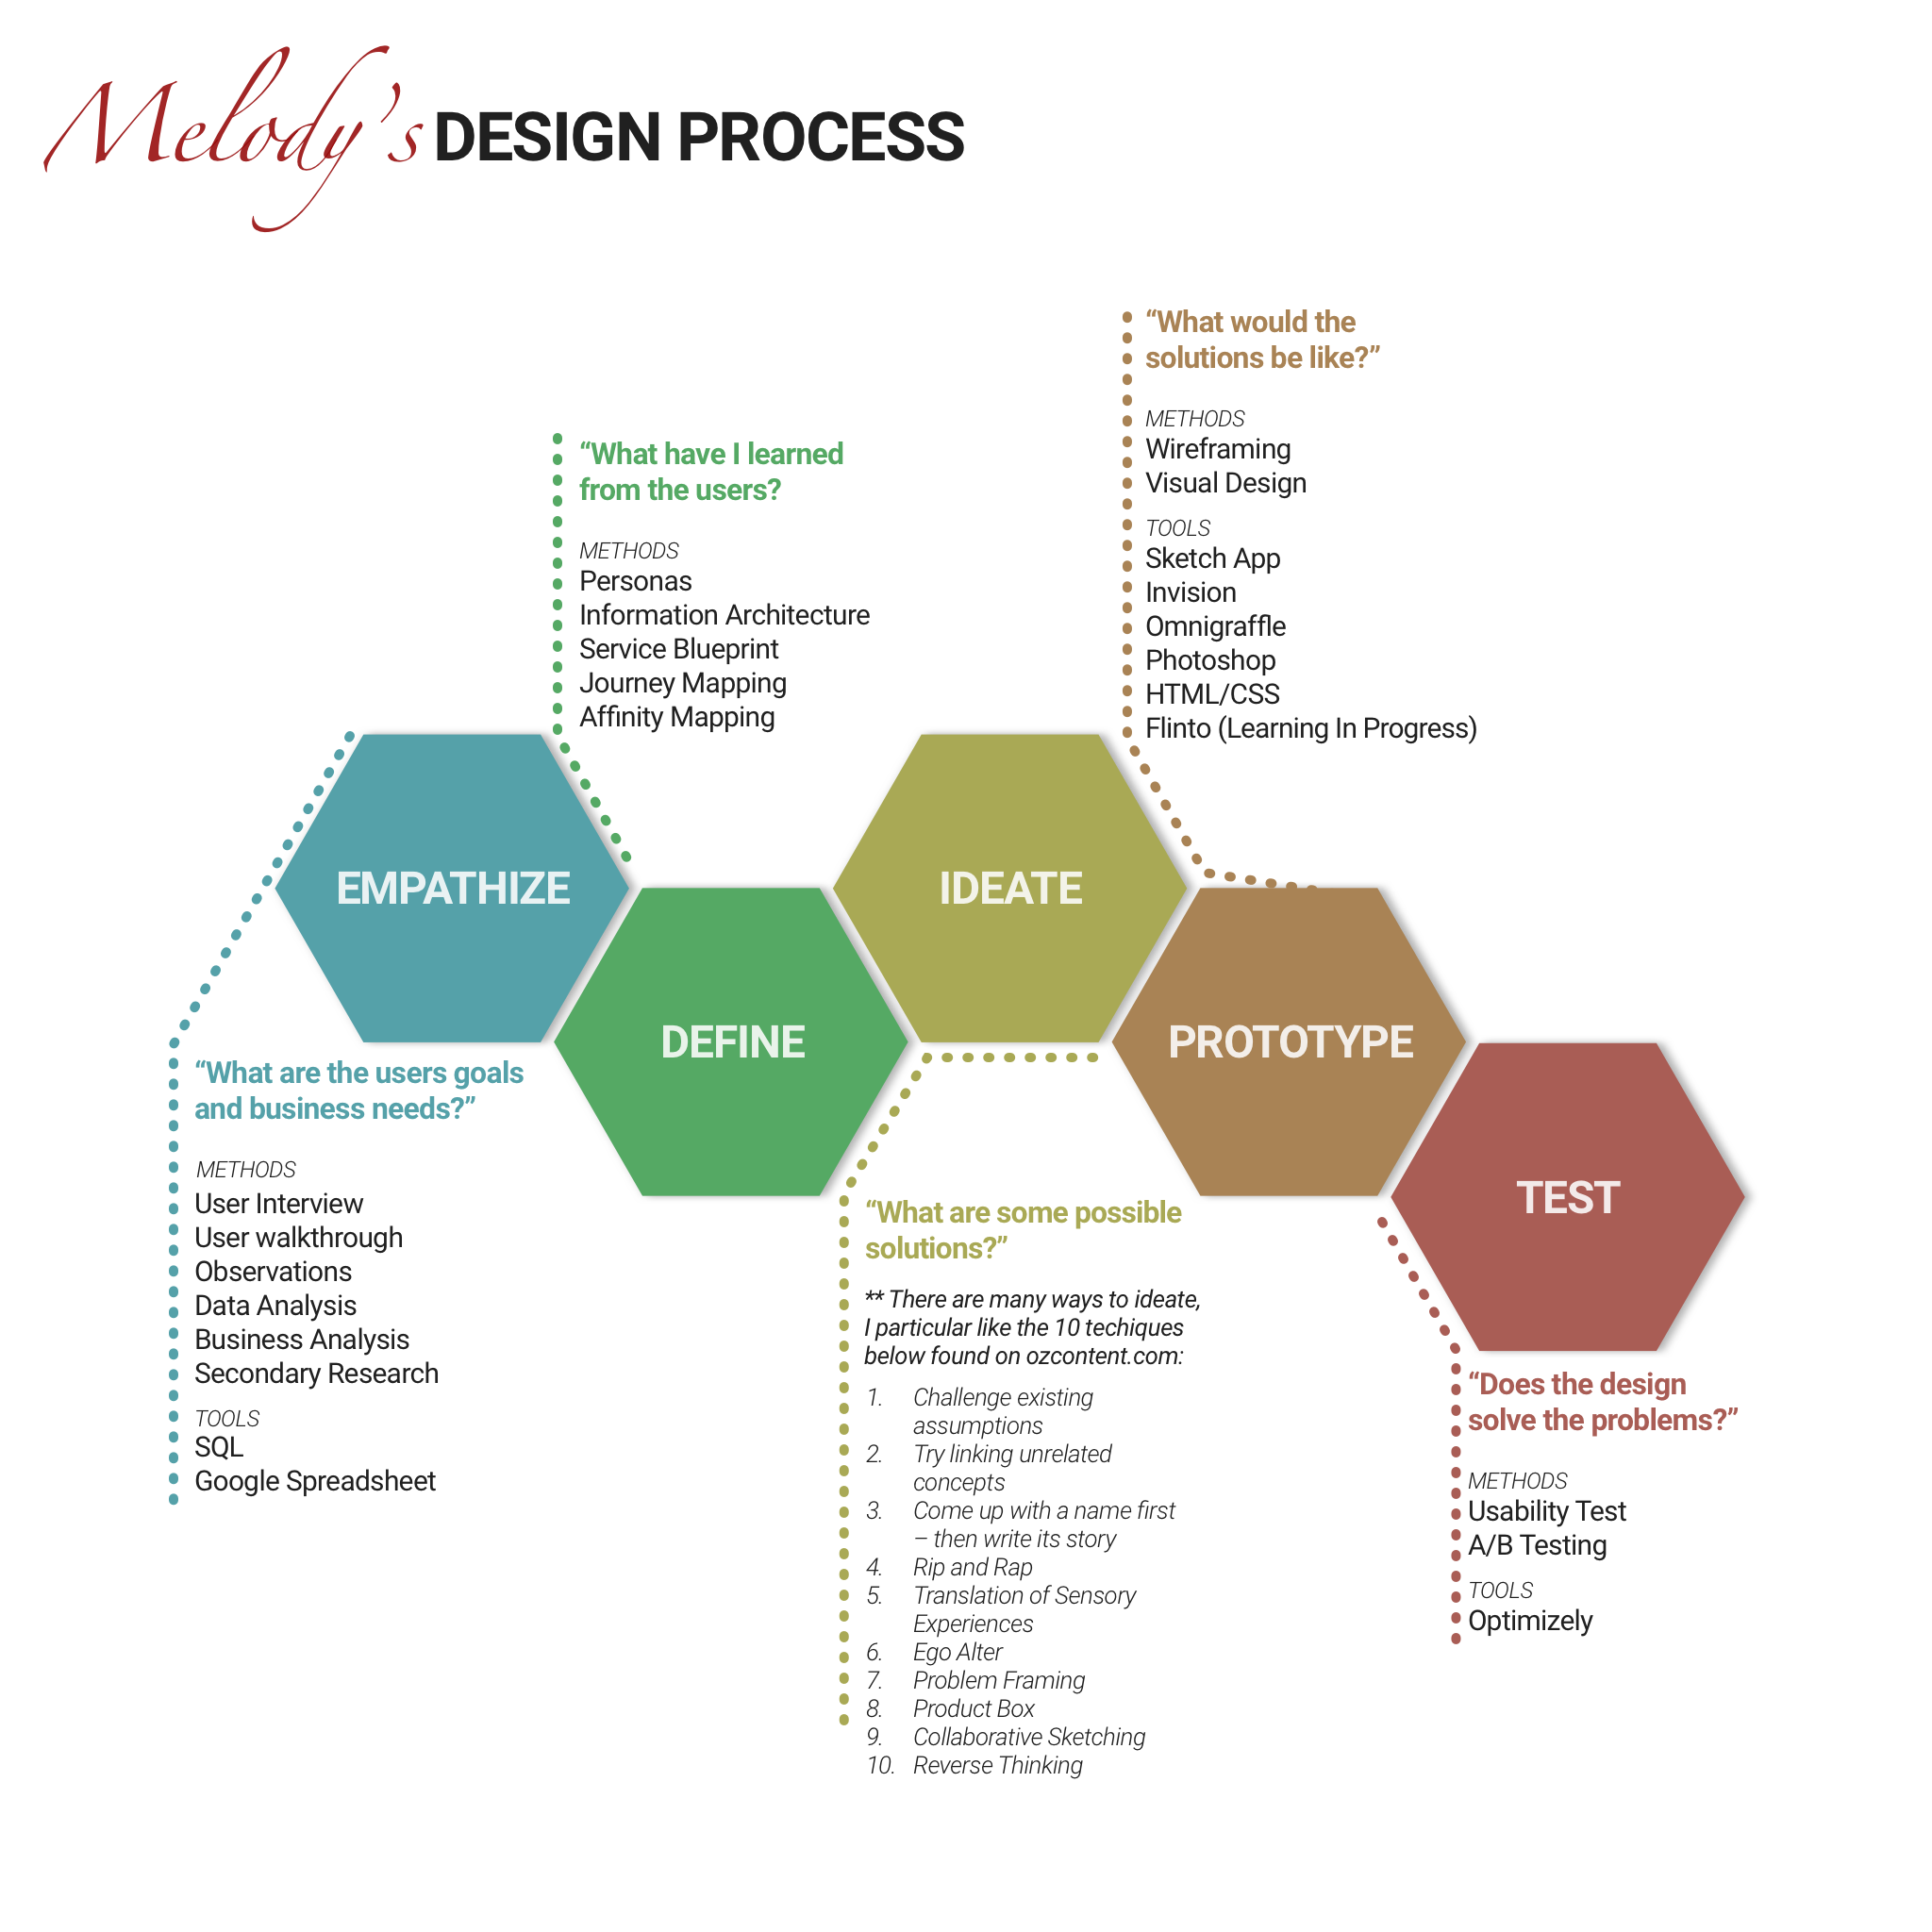 Melody's DESIGN PROCESS
“What would the
solutions be like?”
METHODS
Wireframing
Visual Design
TOOLS
Sketch App
Invision
Omnigraffle
Photoshop
HTML/CSS
Flinto (Learning In Progress)
“What have I learned
from the users?
METHODS
Personas
Information Architecture
Service Blueprint
Journey Mapping
Affinity Mapping
EMPATHIZE
DEFINE
IDEATE
PROTOTYPE
TEST
“What are the users goals
and business needs?”
METHODS
User Interview
User walkthrough
Observations
Data Analysis
Business Analysis
Secondary Research
TOOLS
SQL
Google Spreadsheet
“What are some possible
solutions?”
** There are many ways to ideate,
I particular like the 10 techiques
below found on ozcontent.com:
1. Challenge existing
assumptions
2. Try linking unrelated
concepts
3. Come up with a name first
– then write its story
4. Rip and Rap
5. Translation of Sensory
Experiences
6. Ego Alter
7. Problem Framing
8. Product Box
9. Collaborative Sketching
10. Reverse Thinking
“Does the design
solve the problems?”
METHODS
Usability Test
A/B Testing
TOOLS
Optimizely